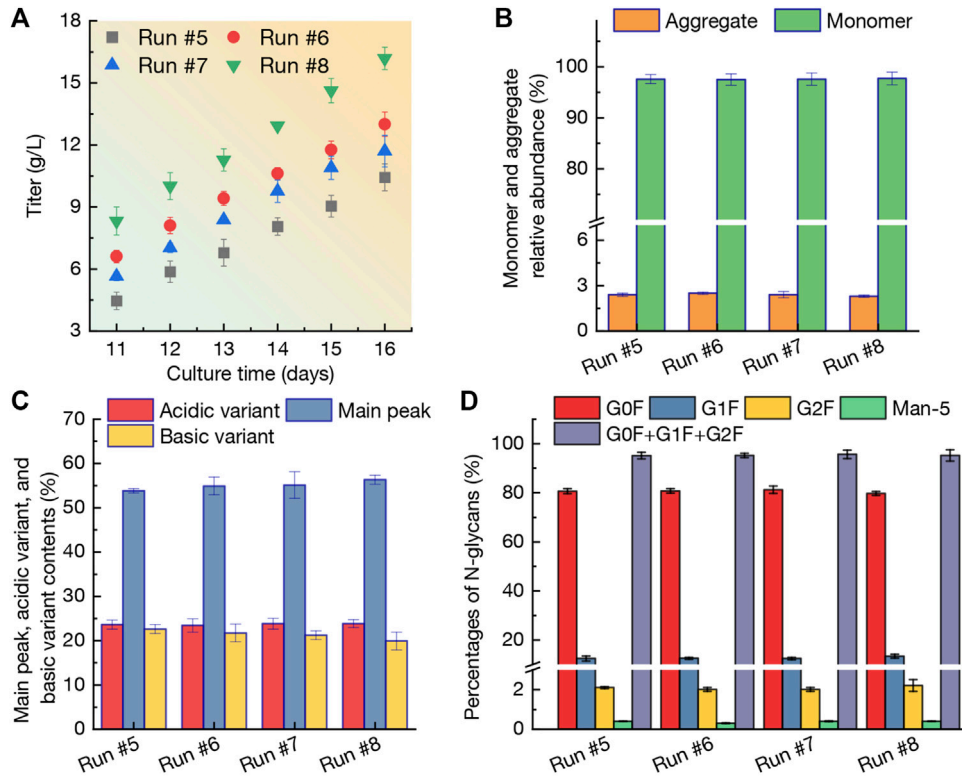 A
Run #5 Run #6
Run #7 Run #8
Titer (g/L)
18
15
12
9
6
3
11 12 13 14 15 16
Culture time (days)
B
Aggregate Monomer
Monomer and aggregate
relative abundance (%)
100
90
80
6
3
0
Run #5 Run #6 Run #7 Run #8
C
Acidic variant Main peak
Basic variant
Main peak, acidic variant, and
basic variant contents (%)
70
60
50
40
30
20
10
0
Run #5 Run #6 Run #7 Run #8
D
G0F G1F G2F Man-5
G0F+G1F+G2F
Percentages of N-glycans (%)
100
80
60
40
20
2
0
Run #5 Run #6 Run #7 Run #8